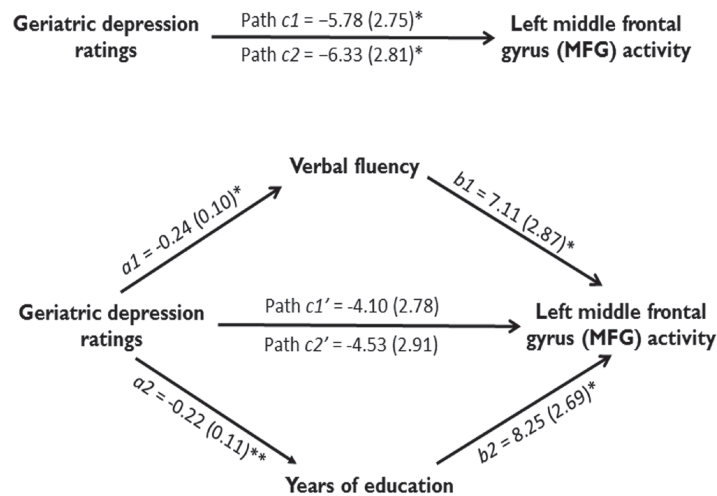 Geriatric depression
ratings
Path c1 = −5.78 (2.75)*
Path c2 = −6.33 (2.81)*
Left middle frontal
gyrus (MFG) activity
Verbal fluency
a1 = -0.24 (0.10)*
b1 = 7.11 (2.87)*
Geriatric depression
ratings
Path c1’ = -4.10 (2.78)
Path c2’ = -4.53 (2.91)
Left middle frontal
gyrus (MFG) activity
a2 = -0.22 (0.11)**
b2 = 8.25 (2.69)*
Years of education